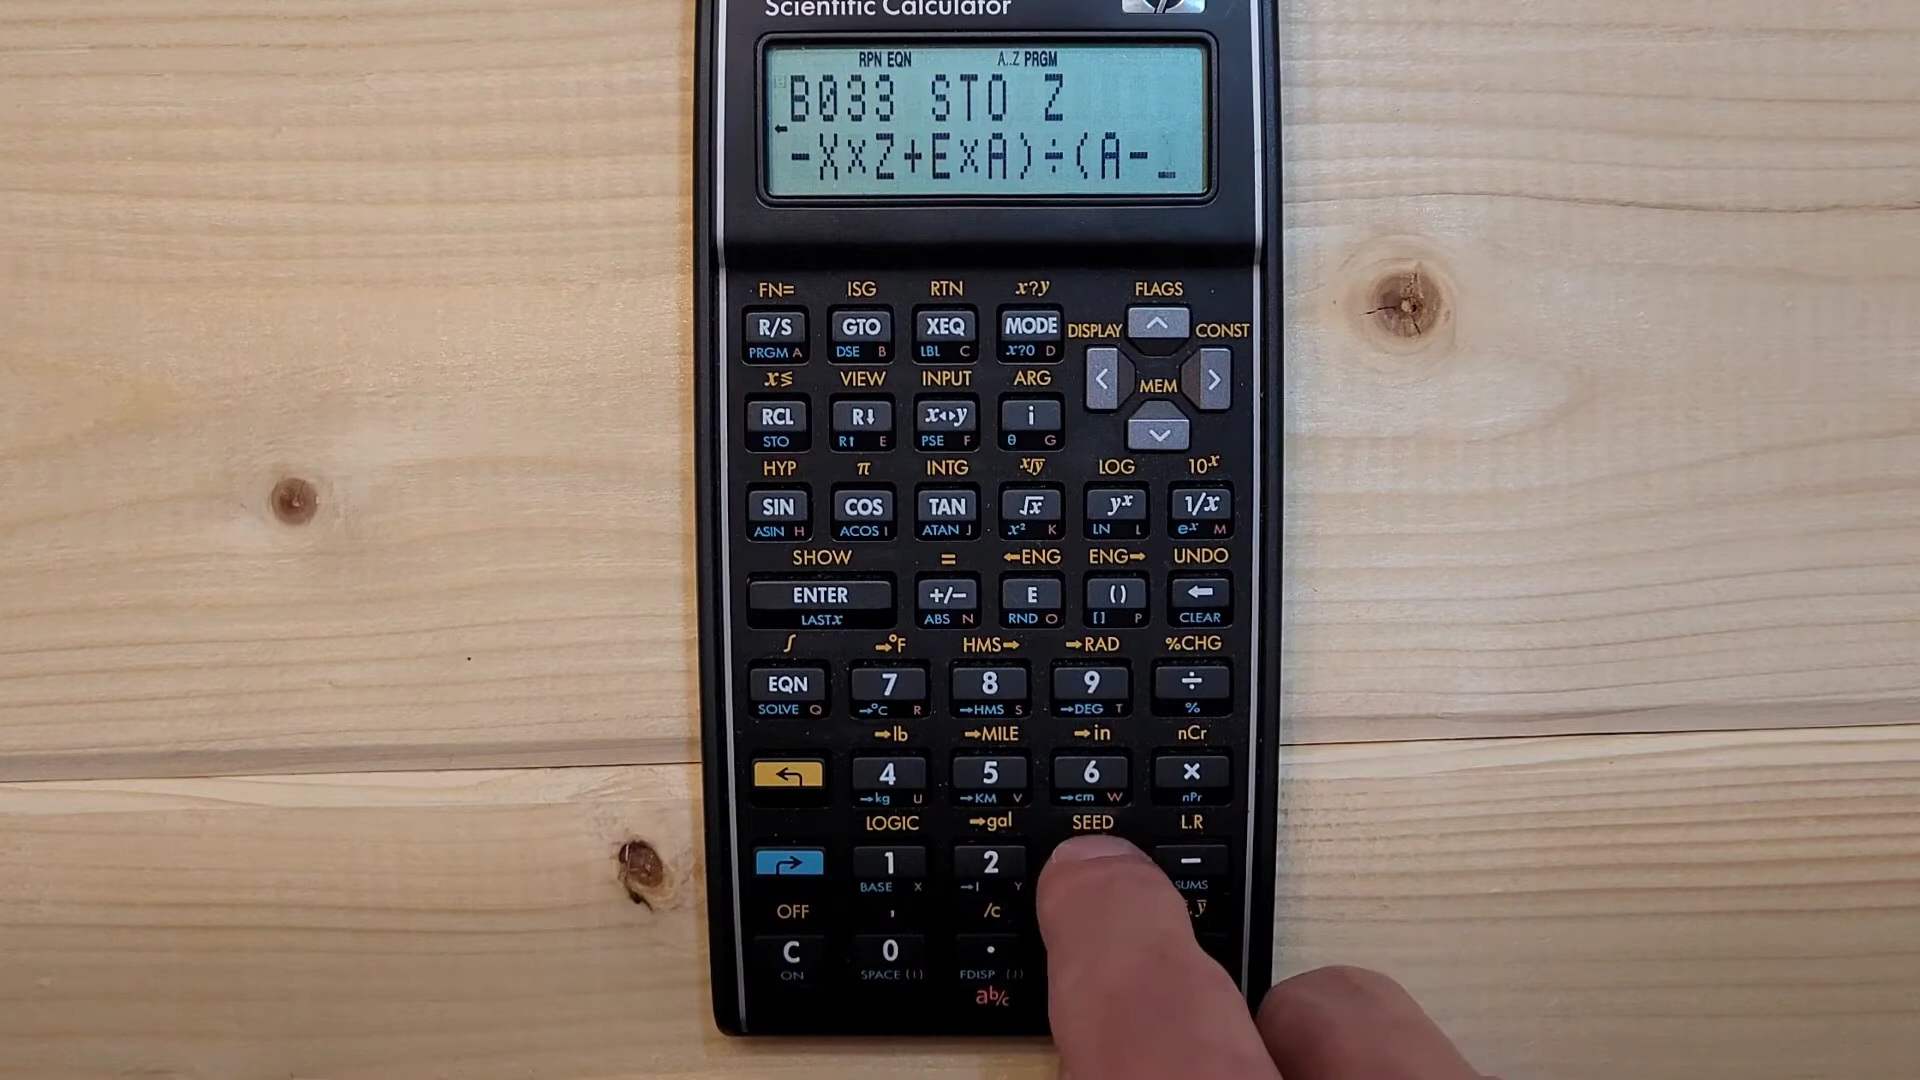 Scientific Calculator
hp
RPN EQN A..Z PRGM
B033 STO Z
-X×Z+E×A)÷(A-_
FN= ISG RTN x?y FLAGS
R/S GTO XEQ MODE DISPLAY CONST
PRGM A DSE B LBL C x?0 D
x≶ VIEW INPUT ARG MEM
RCL R↓ x↔y i
STO R↑ E PSE F θ G
HYP π INTG x√y LOG 10x
SIN COS TAN √x yx 1/x
ASIN H ACOS I ATAN J x² K LN L ex M
SHOW = ←ENG ENG→ UNDO
ENTER +/− E () ←
LASTx ABS N RND O [] P CLEAR
∫ →°F HMS→ →RAD %CHG
EQN 7 8 9 ÷
SOLVE Q →°C R →HMS S →DEG T %
→lb →MILE →in nCr
4 5 6 ×
→kg U →KM V →cm W nPr
LOGIC →gal SEED L.R
1 2 −
BASE X →l Y SUMS
OFF , /c ȳ
C 0 ·
ON SPACE (I) FDISP (J)
ab/c